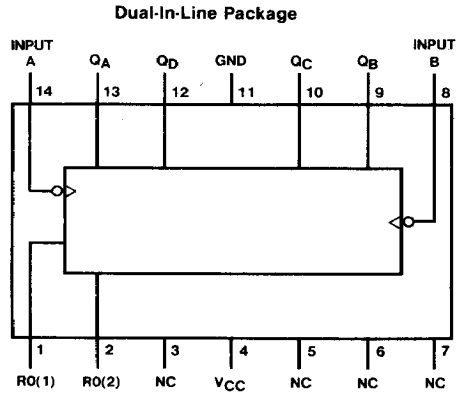 Dual-In-Line Package
INPUT A QA QD GND QC QB INPUT B
14 13 12 11 10 9 8
1 2 3 4 5 6 7
R0(1) R0(2) NC VCC NC NC NC